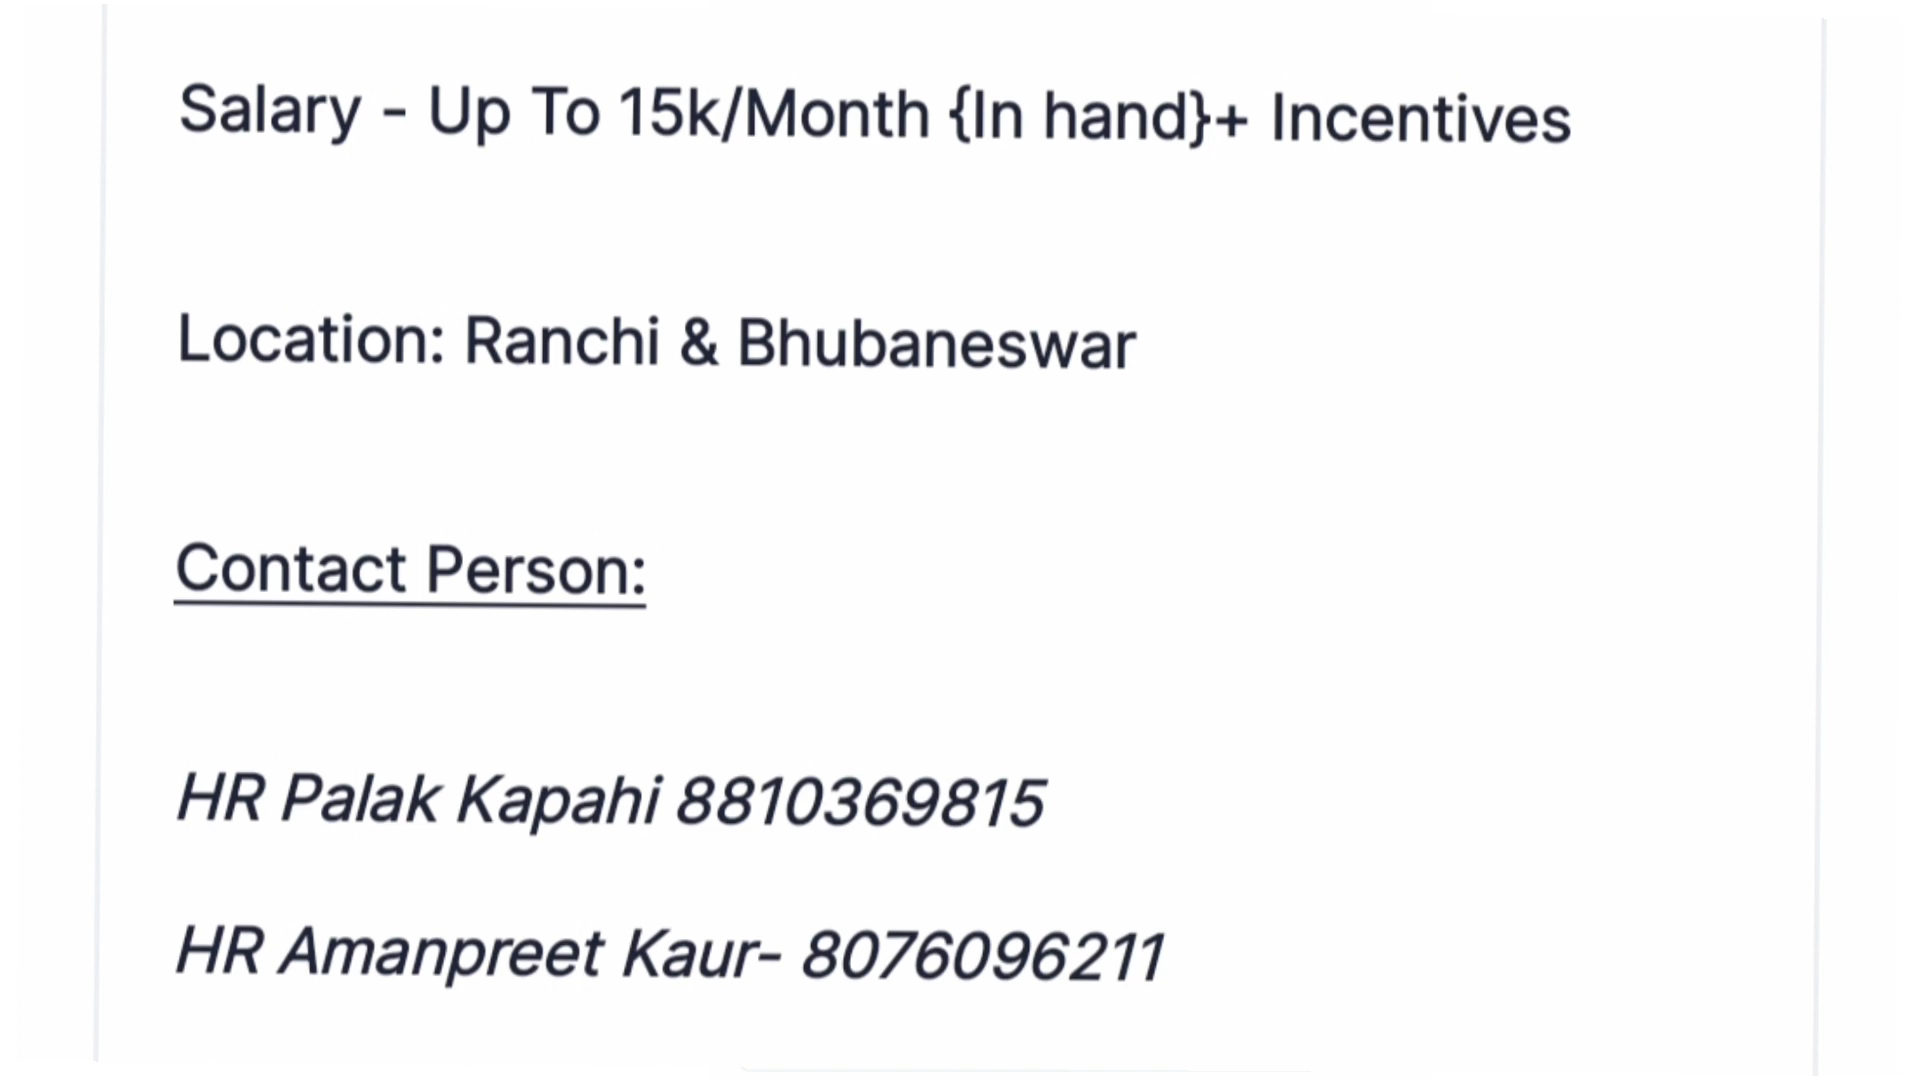 Salary - Up To 15k/Month {In hand}+ Incentives
Location: Ranchi & Bhubaneswar
Contact Person:
HR Palak Kapahi 8810369815
HR Amanpreet Kaur- 8076096211